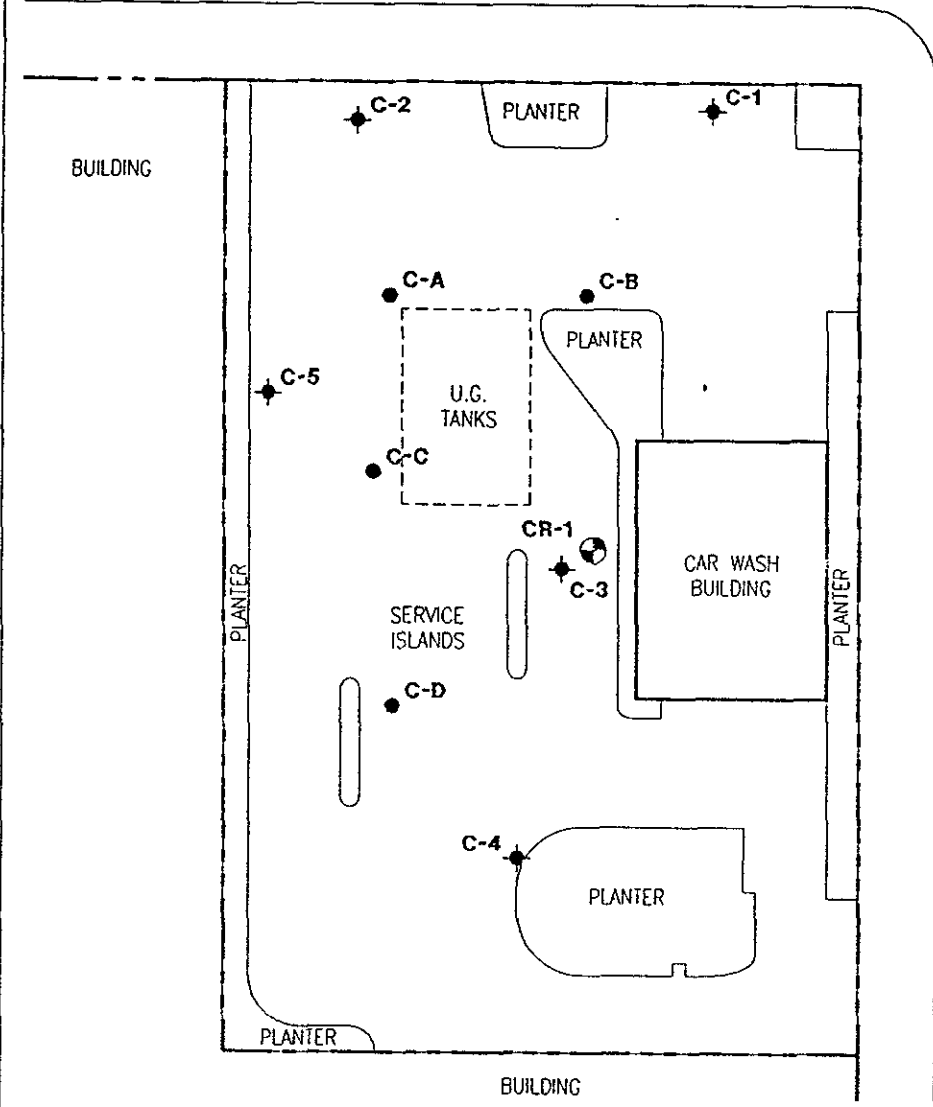 C-2
PLANTER
C-1
BUILDING
C-A
C-B
PLANTER
C-5
U.G.
TANKS
C-C
CR-1
C-3
CAR WASH
BUILDING
PLANTER
PLANTER
SERVICE
ISLANDS
C-D
C-4
PLANTER
PLANTER
BUILDING